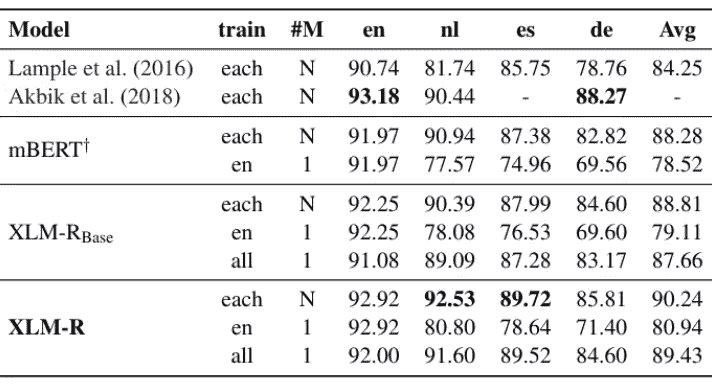 Model train #M en nl es de Avg
Lample et al. (2016) each N 90.74 81.74 85.75 78.76 84.25
Akbik et al. (2018) each N 93.18 90.44 - 88.27 -
mBERT† each N 91.97 90.94 87.38 82.82 88.28
en 1 91.97 77.57 74.96 69.56 78.52
XLM-RBase each N 92.25 90.39 87.99 84.60 88.81
en 1 92.25 78.08 76.53 69.60 79.11
all 1 91.08 89.09 87.28 83.17 87.66
XLM-R each N 92.92 92.53 89.72 85.81 90.24
en 1 92.92 80.80 78.64 71.40 80.94
all 1 92.00 91.60 89.52 84.60 89.43